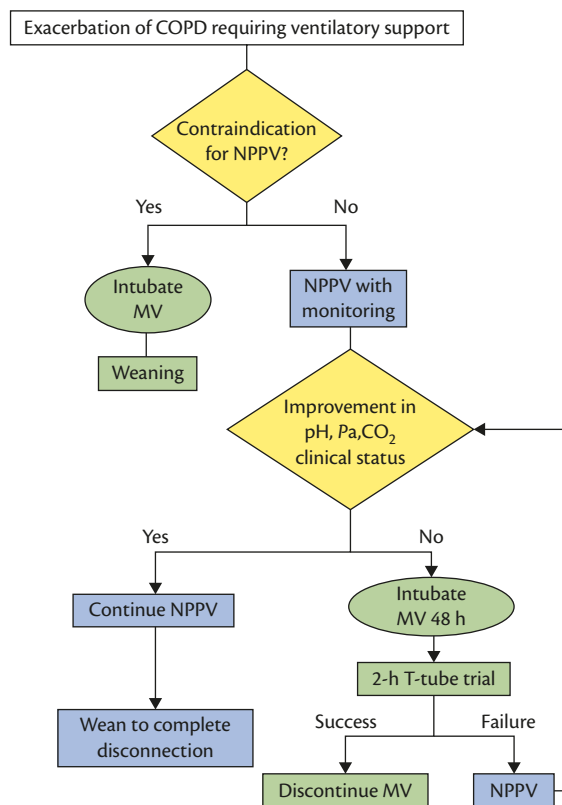 Exacerbation of COPD requiring ventilatory support
Contraindication
for NPPV?
Yes
No
Intubate
MV
NPPV with
monitoring
Weaning
Improvement in
pH, Pa,CO₂
clinical status
Yes
No
Continue NPPV
Intubate
MV 48 h
2-h T-tube trial
Wean to complete
disconnection
Success
Failure
Discontinue MV
NPPV